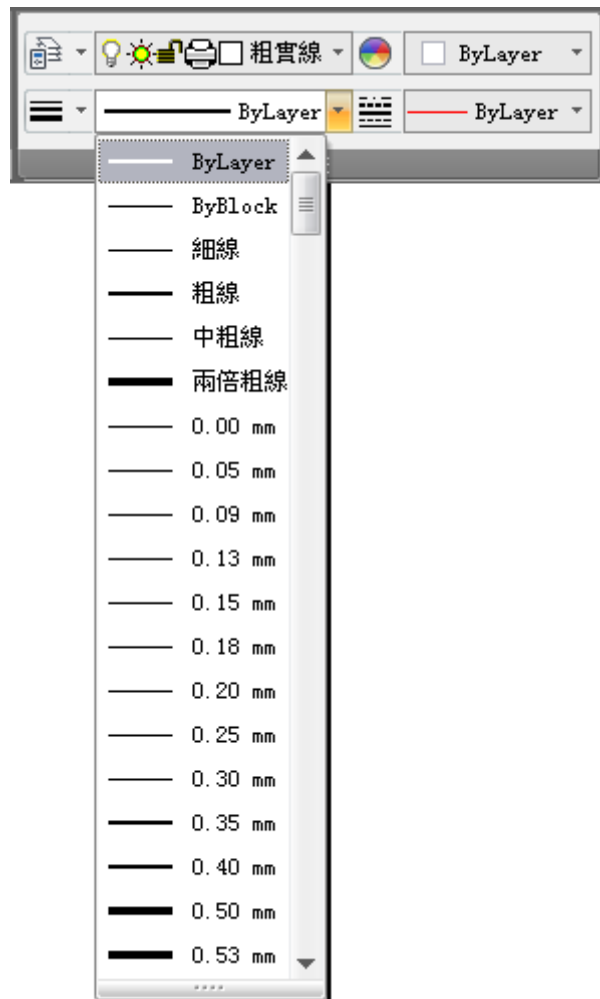 粗實線 ByLayer
ByLayer ByLayer
ByLayer
ByBlock
細線
粗線
中粗線
兩倍粗線
0.00 mm
0.05 mm
0.09 mm
0.13 mm
0.15 mm
0.18 mm
0.20 mm
0.25 mm
0.30 mm
0.35 mm
0.40 mm
0.50 mm
0.53 mm